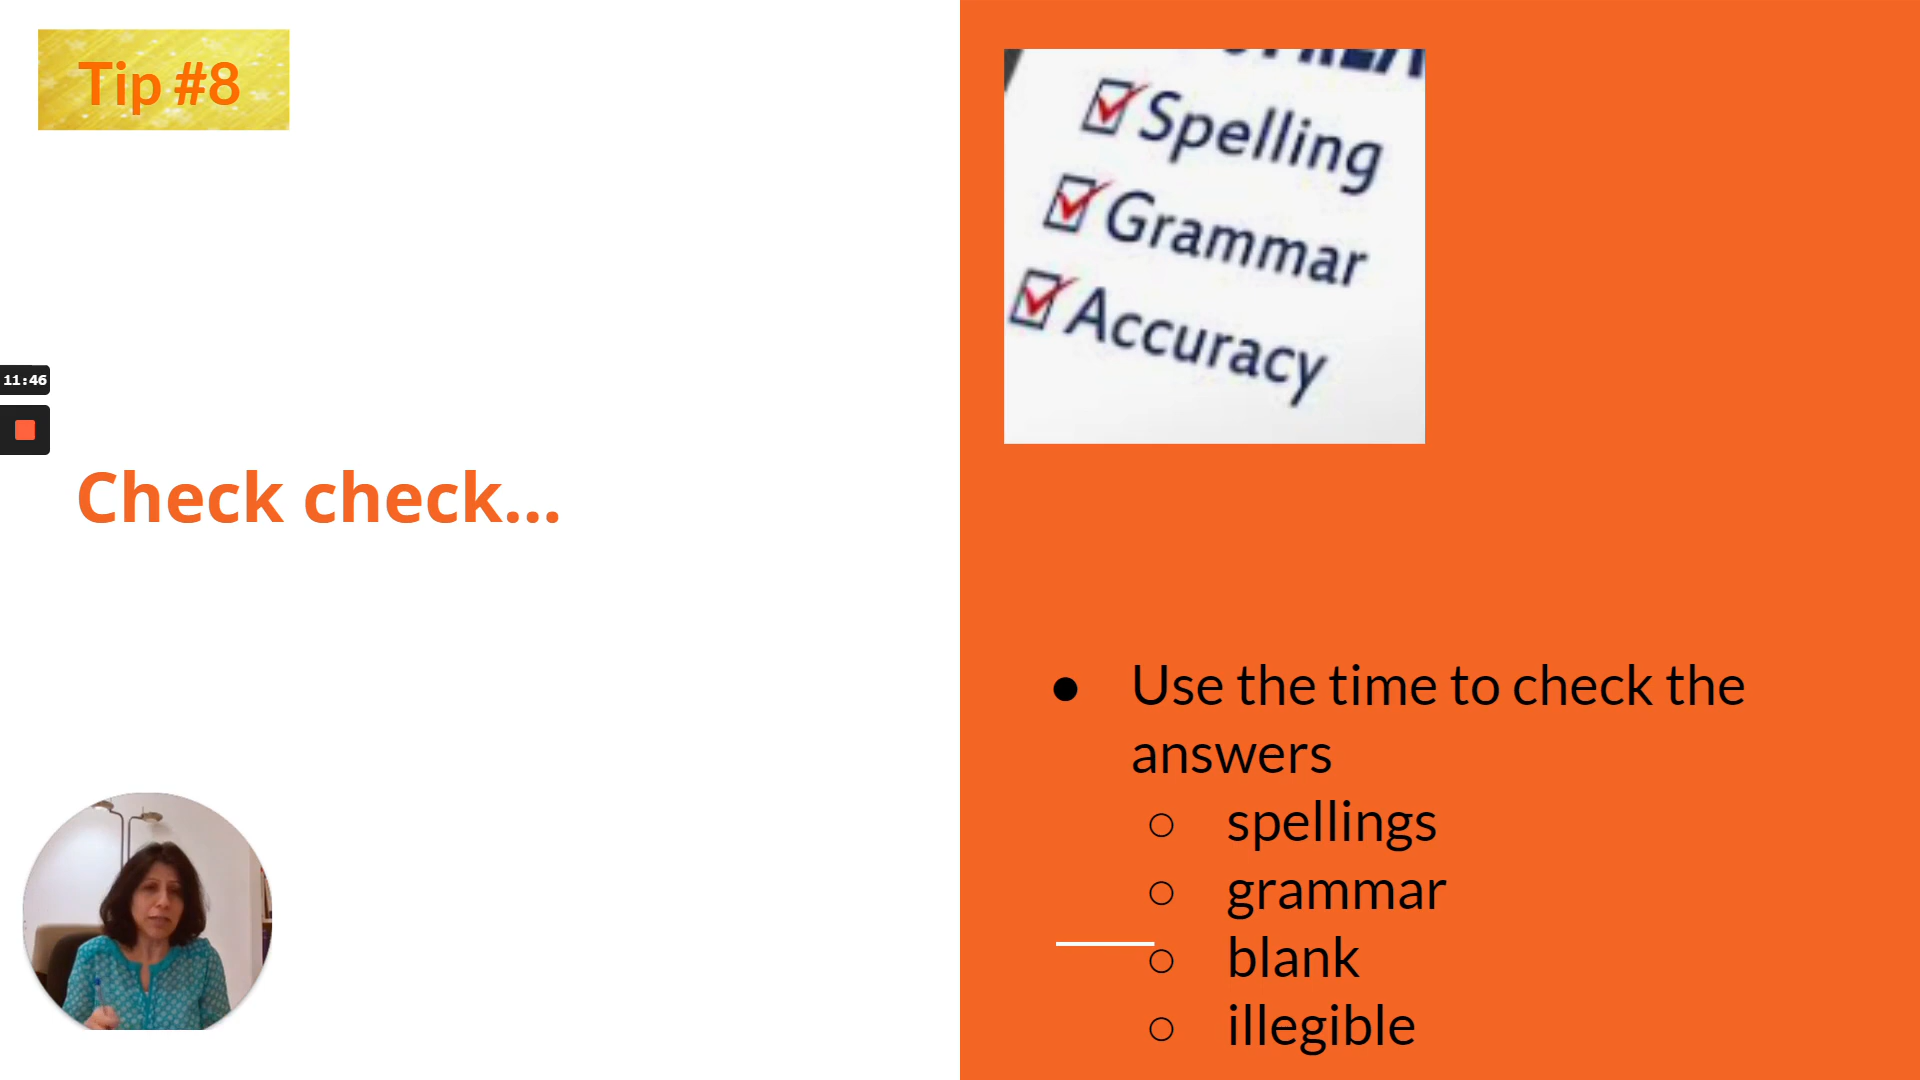 Tip #8
11:46
Check check...
Spelling
Grammar
Accuracy
● Use the time to check the
answers
○ spellings
○ grammar
○ blank
○ illegible